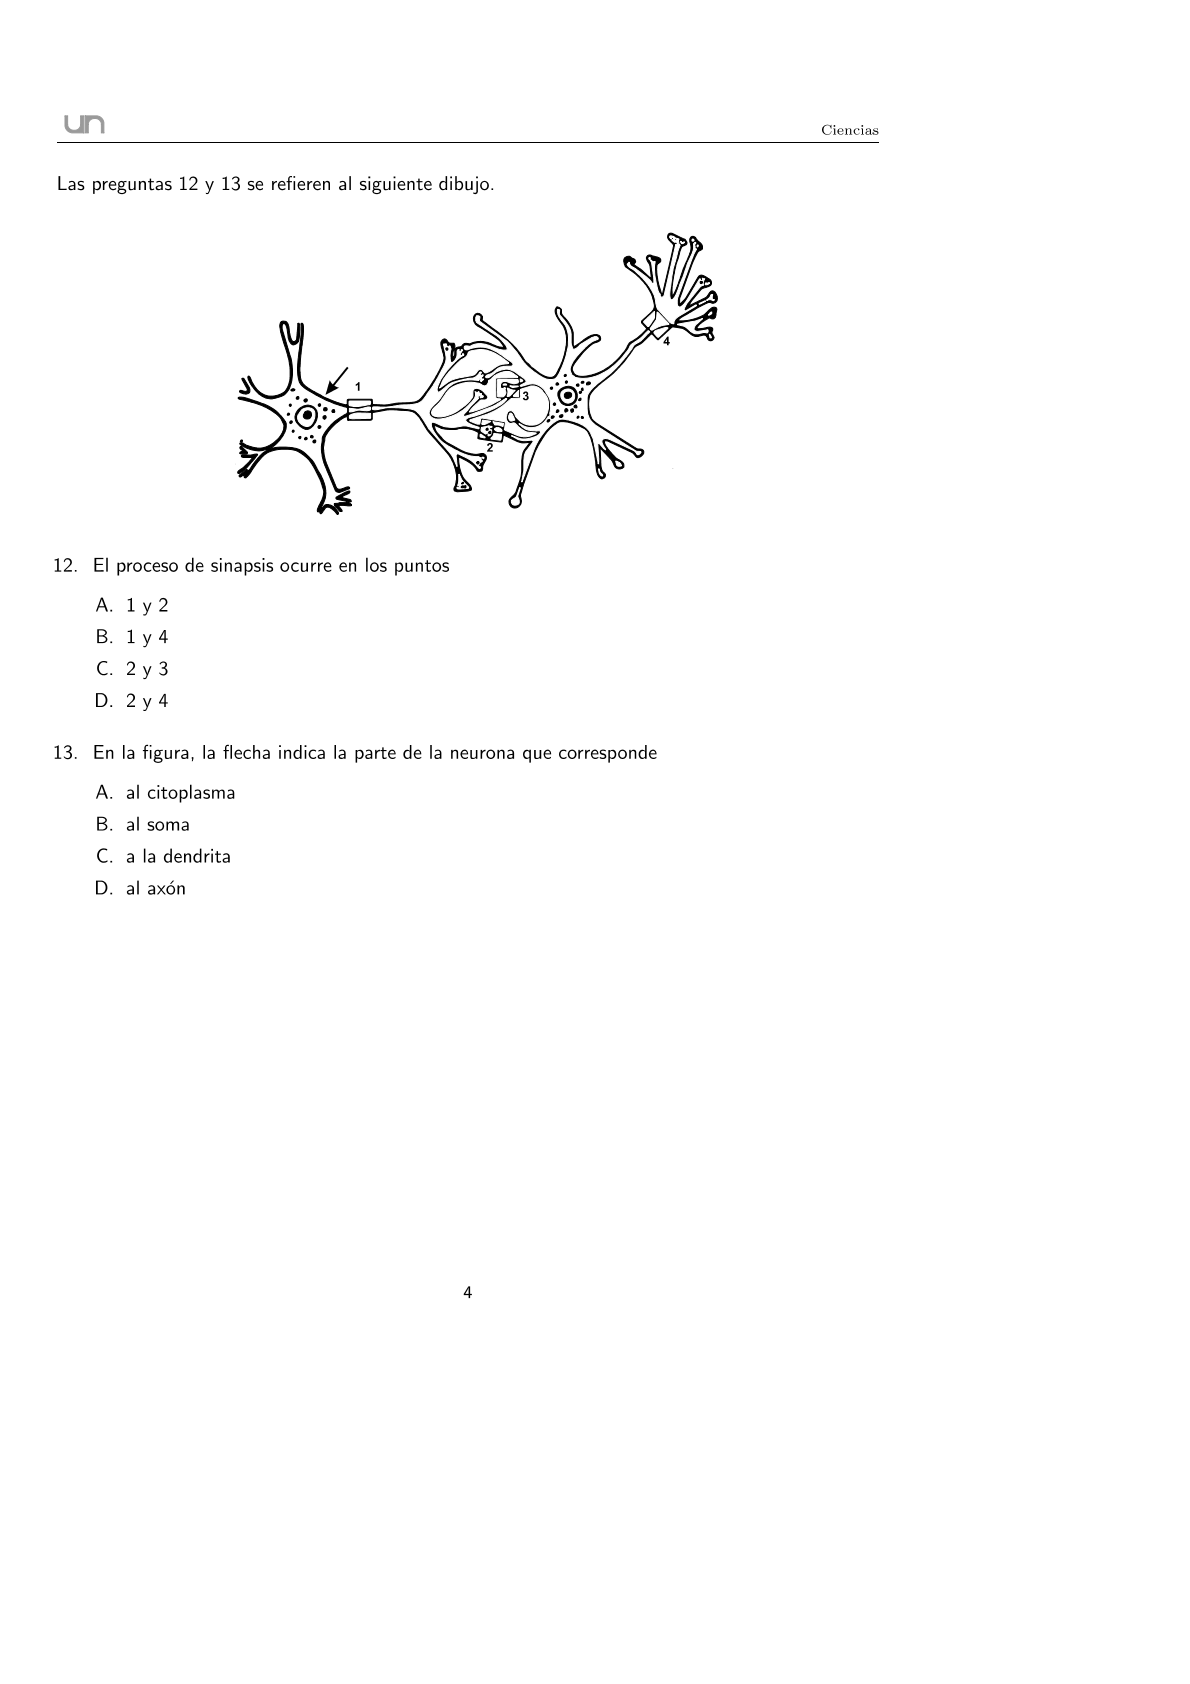 un
Ciencias
Las preguntas 12 y 13 se refieren al siguiente dibujo.
1
2
3
4
12. El proceso de sinapsis ocurre en los puntos
A. 1 y 2
B. 1 y 4
C. 2 y 3
D. 2 y 4
13. En la figura, la flecha indica la parte de la neurona que corresponde
A. al citoplasma
B. al soma
C. a la dendrita
D. al axón
4